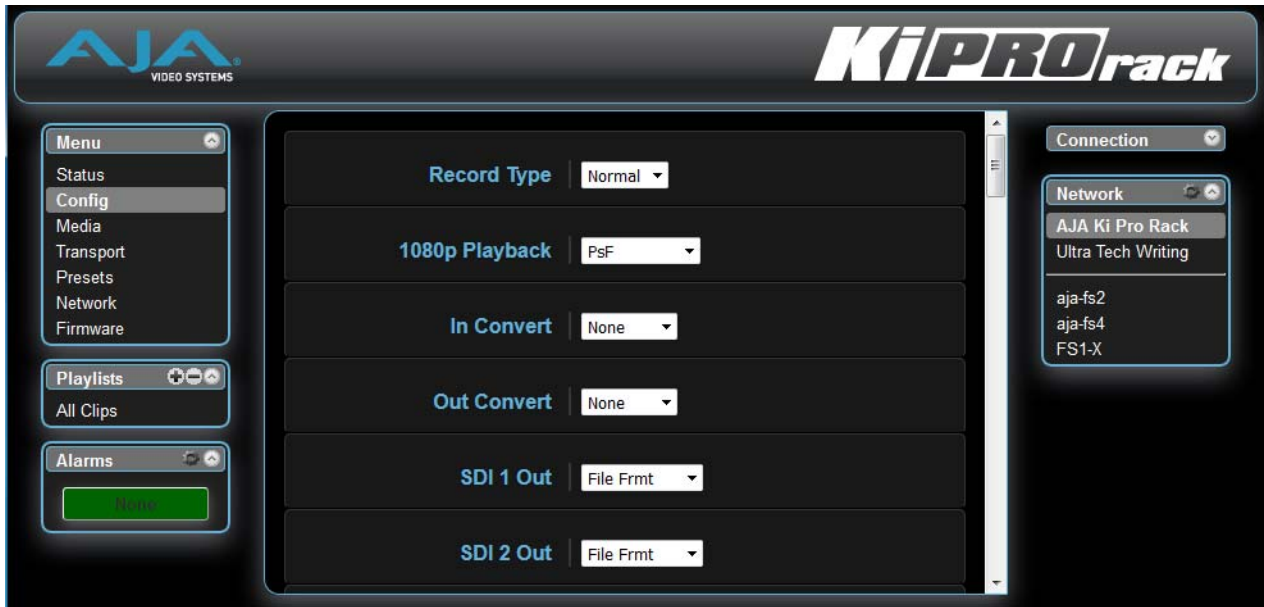 AJA
VIDEO SYSTEMS
KiPROrack
Menu
Status
Config
Media
Transport
Presets
Network
Firmware
Playlists
All Clips
Alarms
None
Record Type Normal
1080p Playback PsF
In Convert None
Out Convert None
SDI 1 Out File Frmt
SDI 2 Out File Frmt
Connection
Network
AJA Ki Pro Rack
Ultra Tech Writing
aja-fs2
aja-fs4
FS1-X